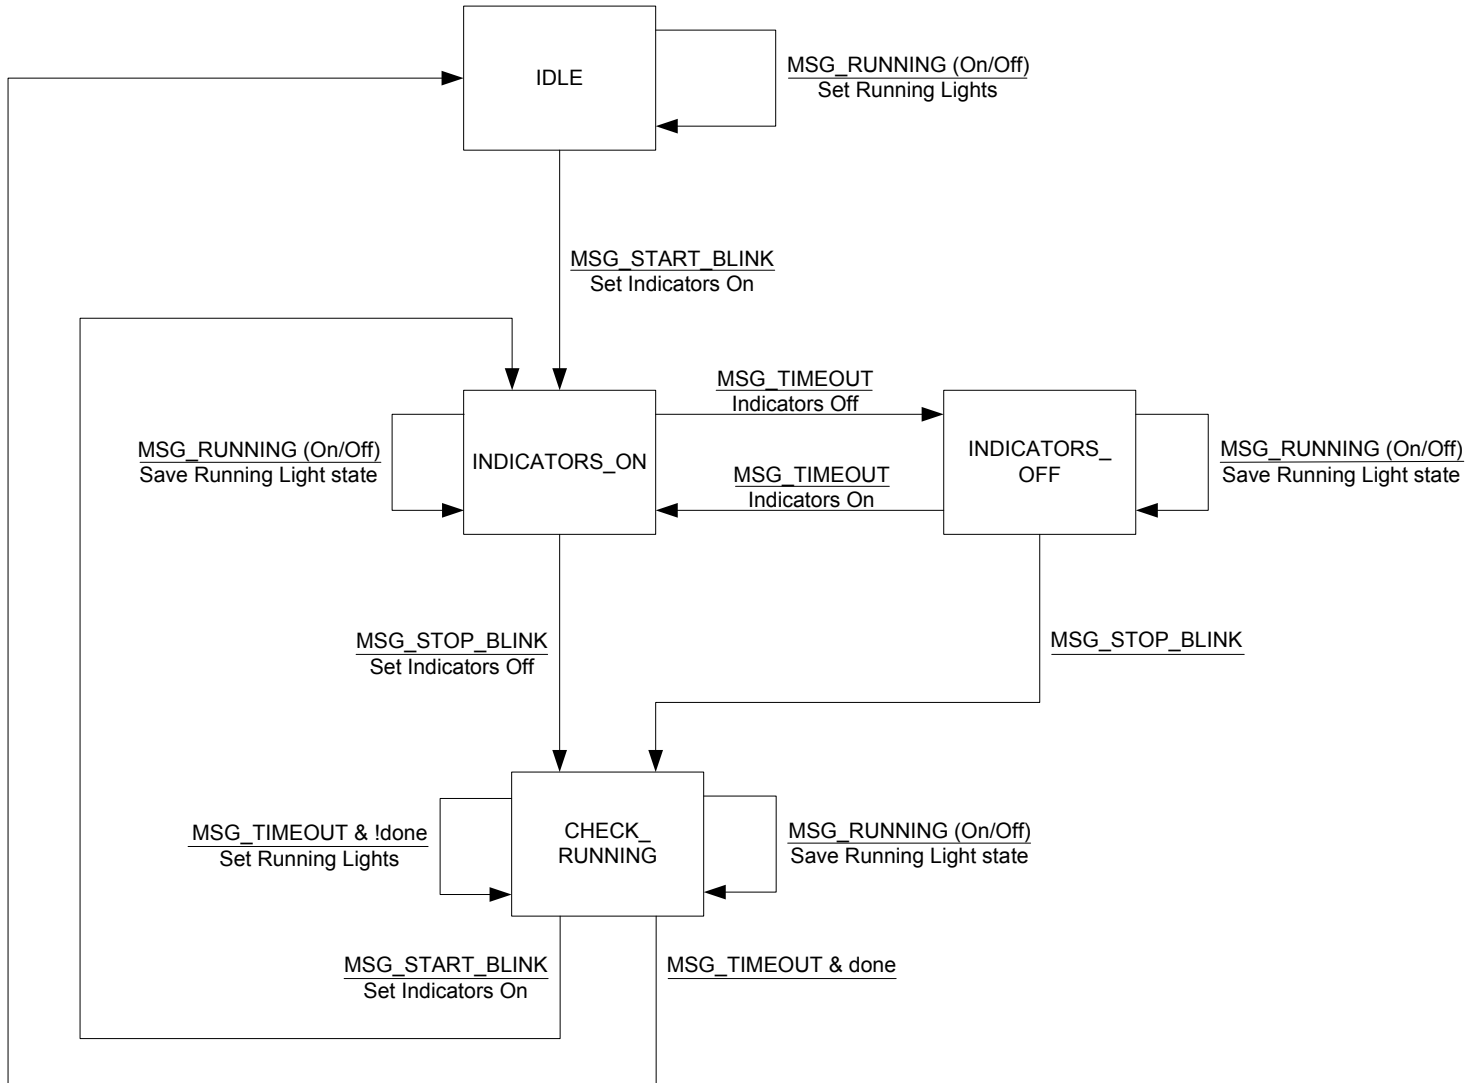 IDLE
MSG_RUNNING (On/Off)
Set Running Lights
MSG_START_BLINK
Set Indicators On
MSG_TIMEOUT
Indicators Off
MSG_RUNNING (On/Off)
Save Running Light state
INDICATORS_ON
MSG_TIMEOUT
Indicators On
INDICATORS_
OFF
MSG_RUNNING (On/Off)
Save Running Light state
MSG_STOP_BLINK
Set Indicators Off
MSG_STOP_BLINK
MSG_TIMEOUT & !done
Set Running Lights
CHECK_
RUNNING
MSG_RUNNING (On/Off)
Save Running Light state
MSG_START_BLINK
Set Indicators On
MSG_TIMEOUT & done